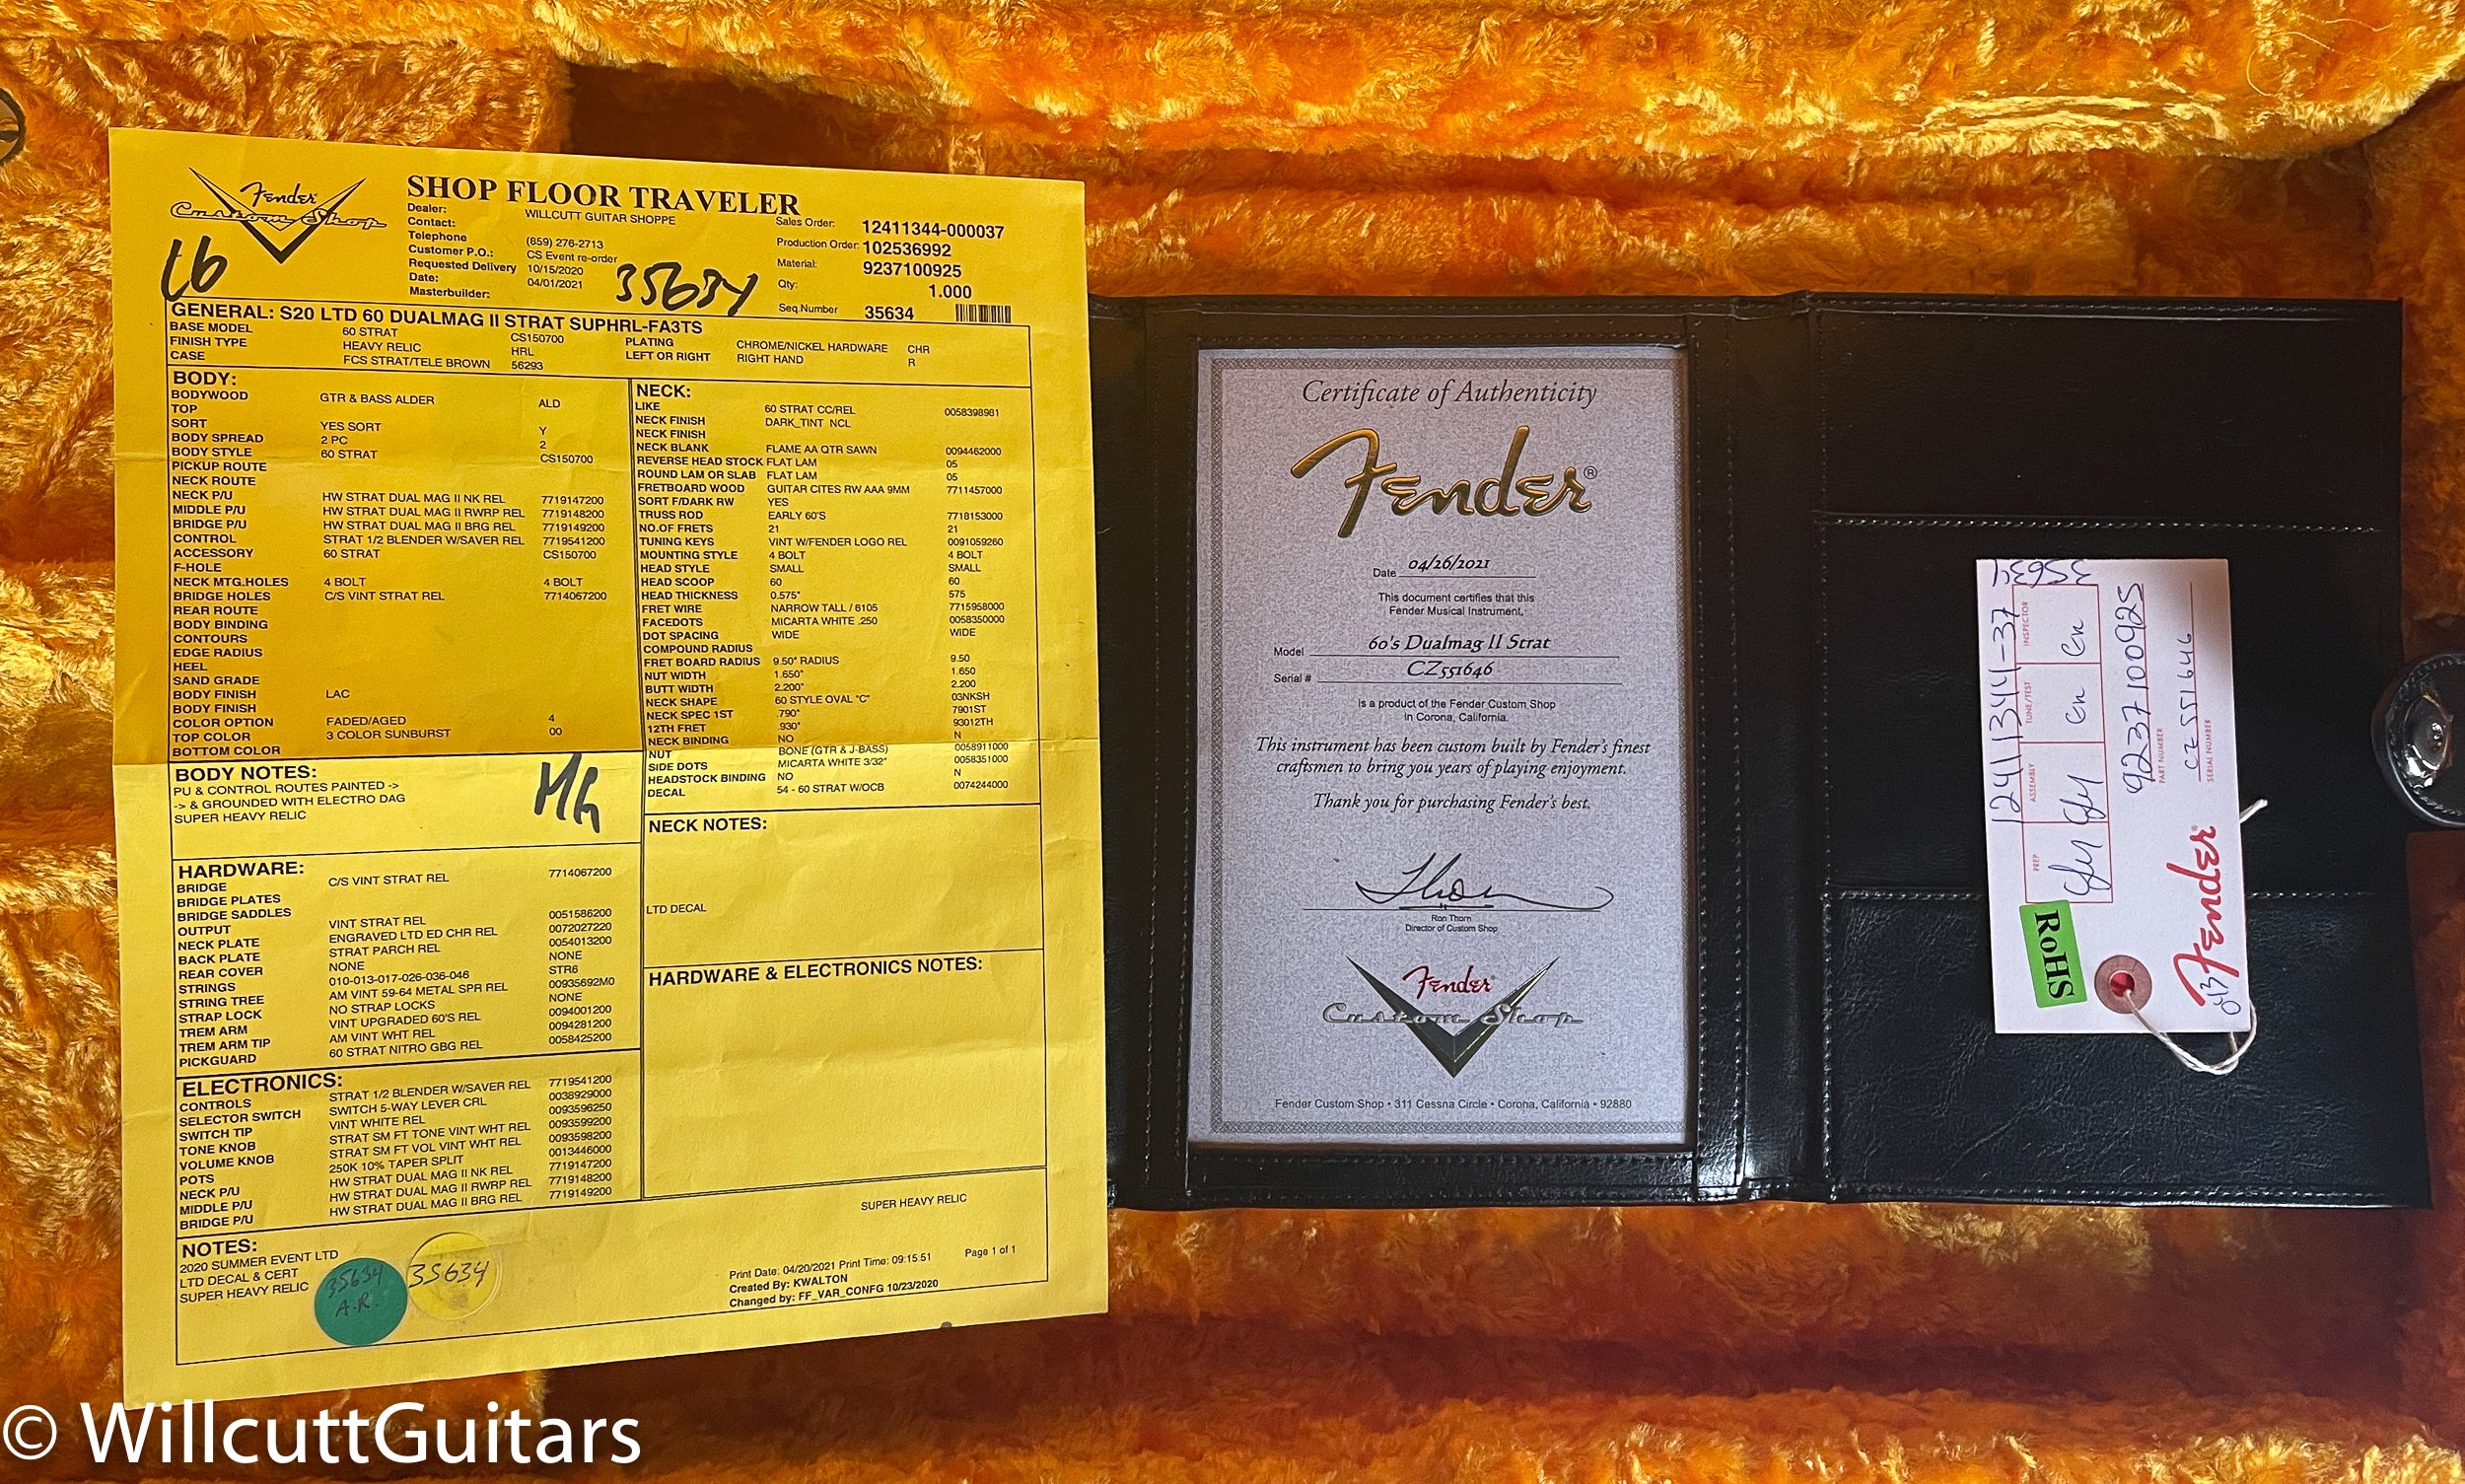 Fender
Custom Shop
L6
SHOP FLOOR TRAVELER
Dealer: WILLCUTT GUITAR SHOPPE
Contact:
Telephone (859) 276-2713
Customer P.O.: CS Event re-order
Requested Delivery 10/15/2020
Date: 04/01/2021
Masterbuilder:
35634
Sales Order: 12411344-000037
Production Order: 102536992
Material: 9237100925
Qty: 1.000
Seq.Number 35634
GENERAL: S20 LTD 60 DUALMAG II STRAT SUPHRL-FA3TS
BASE MODEL 60 STRAT CS150700 PLATING CHROME/NICKEL HARDWARE CHR
FINISH TYPE HEAVY RELIC HRL LEFT OR RIGHT RIGHT HAND R
CASE FCS STRAT/TELE BROWN 56293
BODY:
BODYWOOD GTR & BASS ALDER ALD
TOP
SORT YES SORT Y
BODY SPREAD 2 PC 2
BODY STYLE 60 STRAT CS150700
PICKUP ROUTE
NECK ROUTE
NECK P/U HW STRAT DUAL MAG II NK REL 7719147200
MIDDLE P/U HW STRAT DUAL MAG II RWRP REL 7719148200
BRIDGE P/U HW STRAT DUAL MAG II BRG REL 7719149200
CONTROL STRAT 1/2 BLENDER W/SAVER REL 7719541200
ACCESSORY 60 STRAT CS150700
F-HOLE
NECK MTG.HOLES 4 BOLT 4 BOLT
BRIDGE HOLES C/S VINT STRAT REL 7714067200
REAR ROUTE
BODY BINDING
CONTOURS
EDGE RADIUS
HEEL
SAND GRADE
BODY FINISH LAC
BODY FINISH
COLOR OPTION FADED/AGED 4
TOP COLOR 3 COLOR SUNBURST 00
BOTTOM COLOR
BODY NOTES:
PU & CONTROL ROUTES PAINTED ->
-> & GROUNDED WITH ELECTRO DAG
SUPER HEAVY RELIC
HARDWARE:
BRIDGE C/S VINT STRAT REL 7714067200
BRIDGE PLATES
BRIDGE SADDLES
OUTPUT VINT STRAT REL 0051586200
NECK PLATE ENGRAVED LTD ED CHR REL 0072027220
BACK PLATE STRAT PARCH REL 0054013200
REAR COVER NONE NONE
STRINGS 010-013-017-026-036-046 STR6
STRING TREE AM VINT 59-64 METAL SPR REL 00935692M0
STRAP LOCK NO STRAP LOCKS NONE
TREM ARM VINT UPGRADED 60'S REL 0094001200
TREM ARM TIP AM VINT WHT REL 0094281200
PICKGUARD 60 STRAT NITRO GBG REL 0058425200
ELECTRONICS:
CONTROLS STRAT 1/2 BLENDER W/SAVER REL 7719541200
SELECTOR SWITCH SWITCH 5-WAY LEVER CRL 0038929000
SWITCH TIP VINT WHITE REL 0093596250
TONE KNOB STRAT SM FT TONE VINT WHT REL 0093599200
VOLUME KNOB STRAT SM FT VOL VINT WHT REL 0093598200
POTS 250K 10% TAPER SPLIT 0013446000
NECK P/U HW STRAT DUAL MAG II NK REL 7719147200
MIDDLE P/U HW STRAT DUAL MAG II RWRP REL 7719148200
BRIDGE P/U HW STRAT DUAL MAG II BRG REL 7719149200
NECK:
LIKE 60 STRAT CC/REL 0058398981
NECK FINISH DARK_TINT NCL
NECK FINISH
NECK BLANK FLAME AA QTR SAWN 0094462000
REVERSE HEAD STOCK FLAT LAM 05
ROUND LAM OR SLAB FLAT LAM 05
FRETBOARD WOOD GUITAR CITES RW AAA 9MM 7711457000
SORT F/DARK RW YES
TRUSS ROD EARLY 60'S 7718153000
NO.OF FRETS 21 21
TUNING KEYS VINT W/FENDER LOGO REL 0091059260
MOUNTING STYLE 4 BOLT 4 BOLT
HEAD STYLE SMALL SMALL
HEAD SCOOP 60 60
HEAD THICKNESS 0.575" 575
FRET WIRE NARROW TALL / 6105 7715958000
FACEDOTS MICARTA WHITE .250 0058350000
DOT SPACING WIDE WIDE
COMPOUND RADIUS
FRET BOARD RADIUS 9.50" RADIUS 9.50
NUT WIDTH 1.650" 1.650
BUTT WIDTH 2.200" 2.200
NECK SHAPE 60 STYLE OVAL "C" 03NKSH
NECK SPEC 1ST .790" 7901ST
12TH FRET .930" 93012TH
NECK BINDING NO N
NUT BONE (GTR & J-BASS) 0058911000
SIDE DOTS MICARTA WHITE 3/32" 0058351000
HEADSTOCK BINDING NO N
DECAL 54 - 60 STRAT W/OCB 0074244000
NECK NOTES:
LTD DECAL
HARDWARE & ELECTRONICS NOTES:
NOTES:
2020 SUMMER EVENT LTD
LTD DECAL & CERT
SUPER HEAVY RELIC
35634
A.R.
35634
SUPER HEAVY RELIC
Print Date: 04/20/2021 Print Time: 09:15:51 Page 1 of 1
Created By: KWALTON
Changed by: FF_VAR_CONFG 10/23/2020
Certificate of Authenticity
Fender®
Date 04/26/2021
This document certifies that this
Fender Musical Instrument,
Model 60's Dualmag II Strat
Serial # CZ551646
is a product of the Fender Custom Shop
in Corona, California.
This instrument has been custom built by Fender's finest
craftsmen to bring you years of playing enjoyment.
Thank you for purchasing Fender's best.
Ron Thorn
Director of Custom Shop
Fender
Custom Shop
Fender Custom Shop • 311 Cessna Circle • Corona, California • 92880
12411344-37
PREP ASSEMBLY TUNE/TEST INSPECTOR
9237100925
PART NUMBER
CZ551646
SERIAL NUMBER
RoHS
Fender
013
© WillcuttGuitars